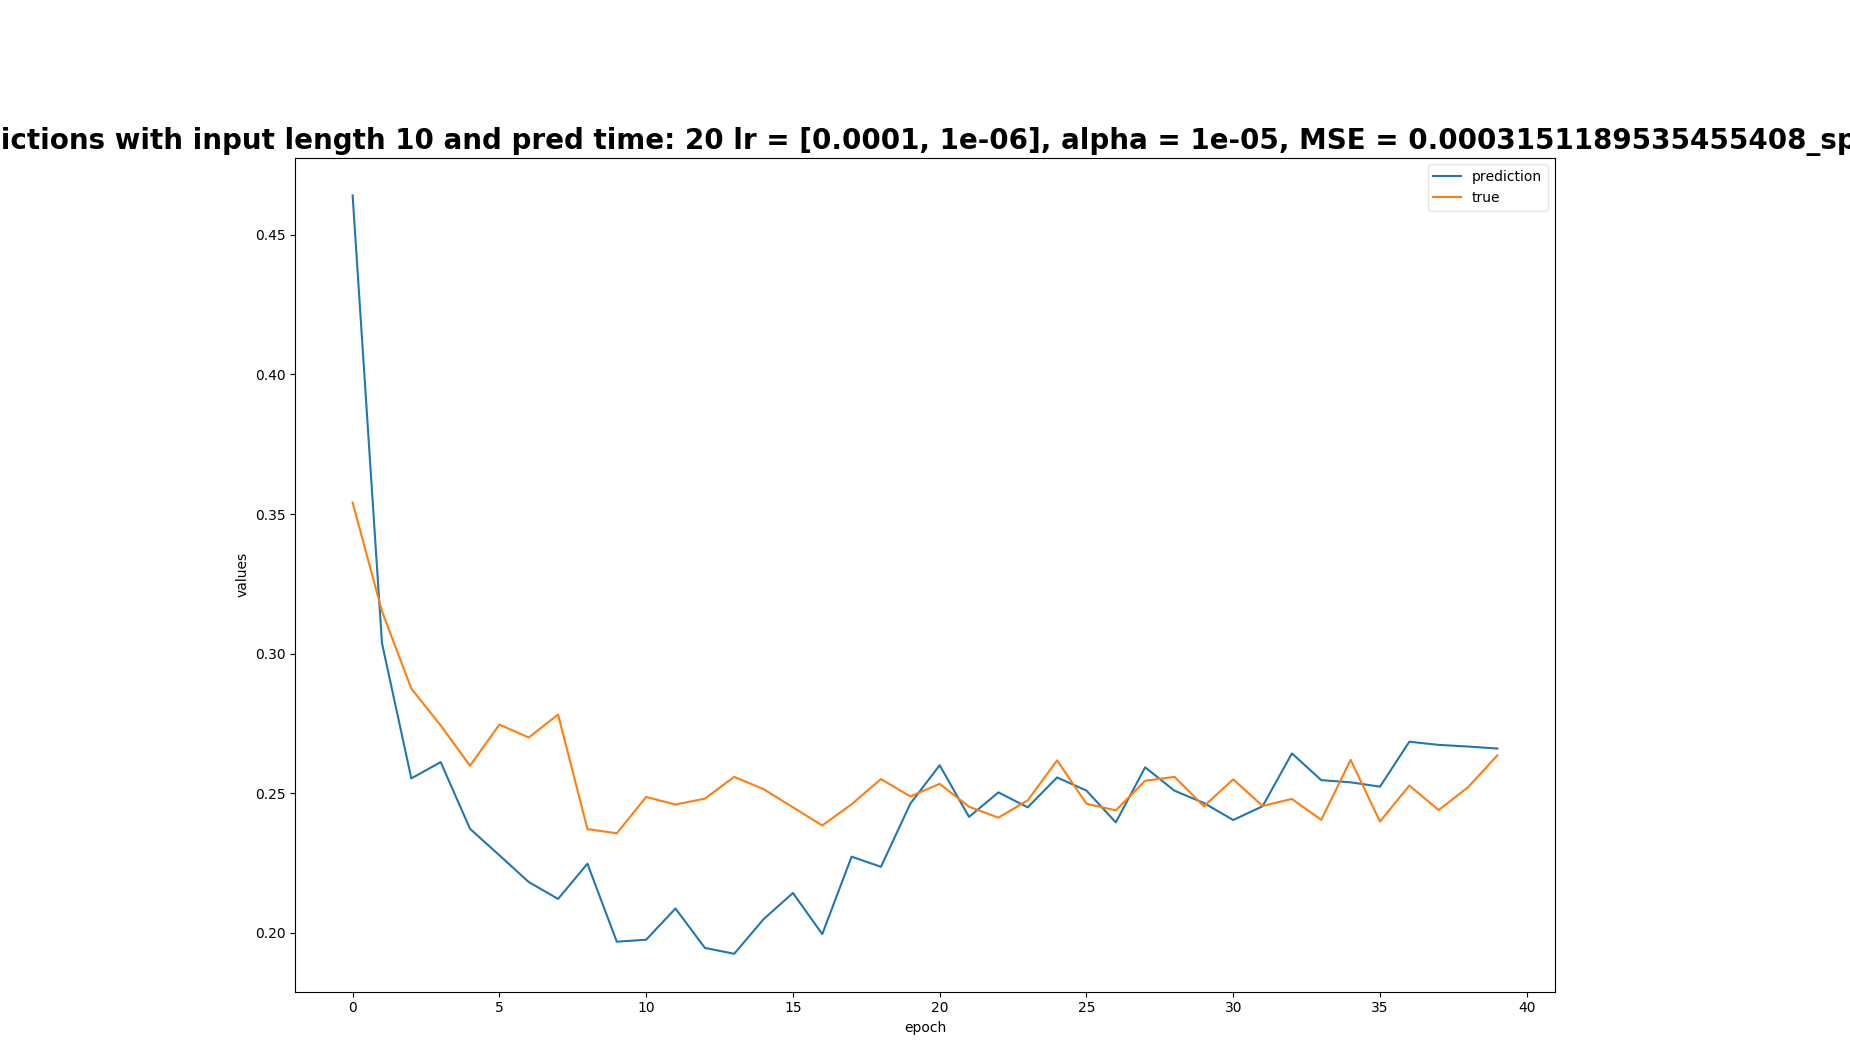 ictions with input length 10 and pred time: 20 lr = [0.0001, 1e-06], alpha = 1e-05, MSE = 0.0003151189535455408_sp
prediction
true
0.45
0.40
0.35
0.30
0.25
0.20
values
0 5 10 15 20 25 30 35 40
epoch